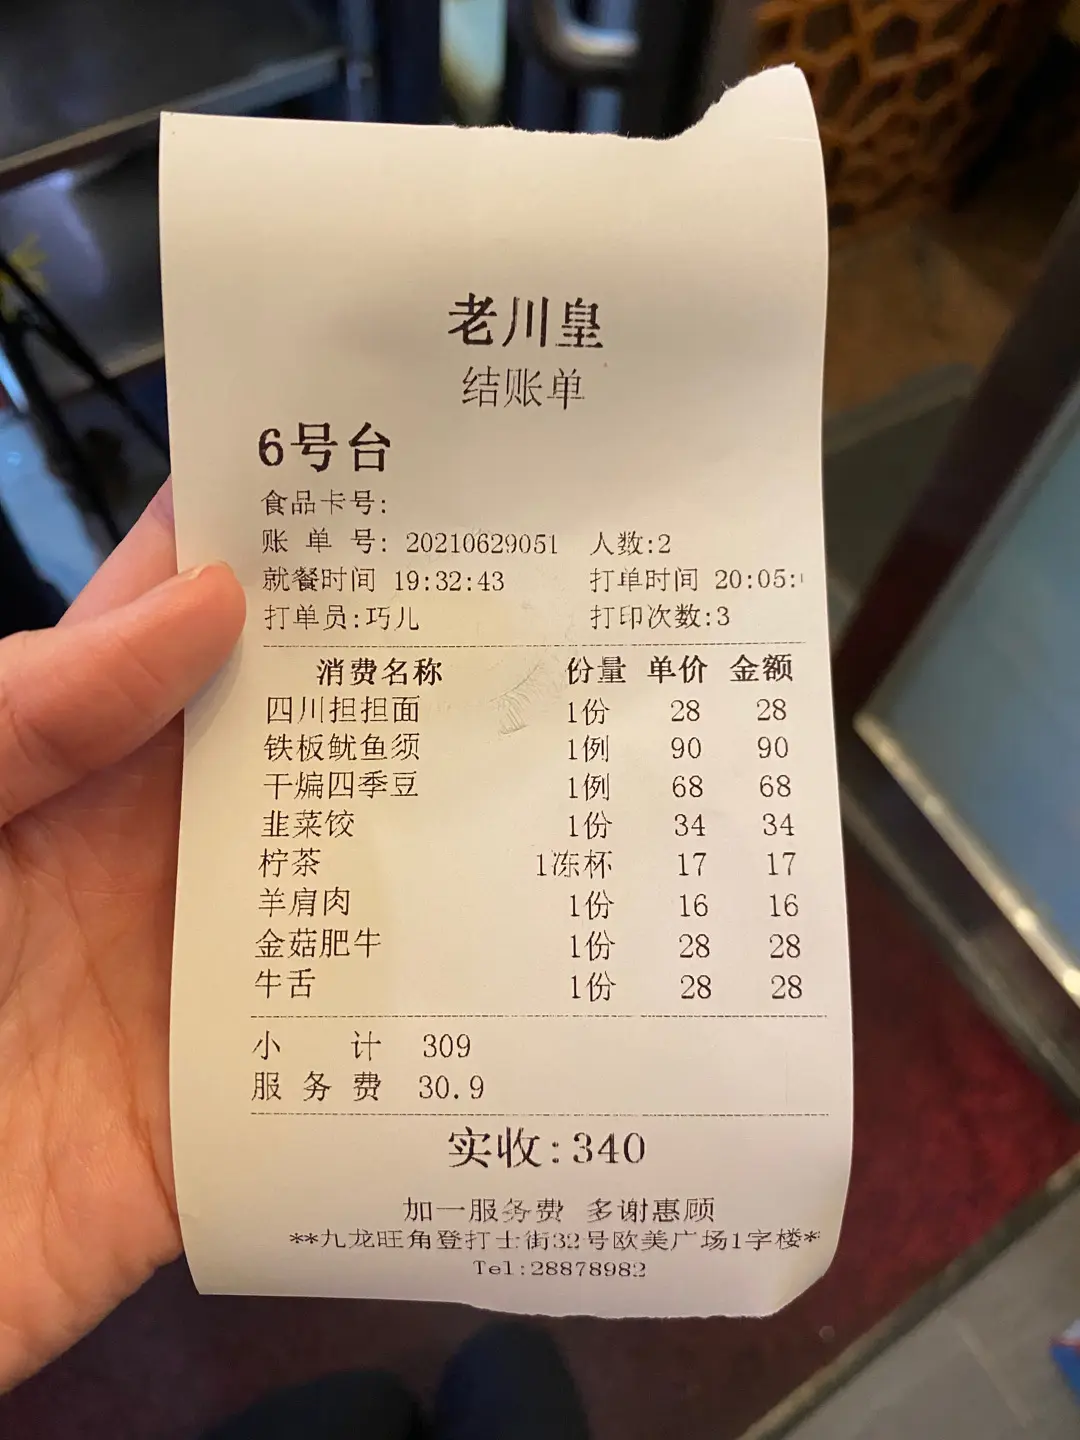 老川皇
结账单
6号台
食品卡号:
账 单 号: 20210629051 人数:2
就餐时间 19:32:43 打单时间 20:05:
打单员:巧儿 打印次数:3
消费名称 份量 单价 金额
四川担担面 1份 28 28
铁板鱿鱼须 1例 90 90
干煸四季豆 1例 68 68
韭菜饺 1份 34 34
柠茶 1冻杯 17 17
羊肩肉 1份 16 16
金菇肥牛 1份 28 28
牛舌 1份 28 28
小 计 309
服 务 费 30.9
实收:340
加一服务费 多谢惠顾
**九龙旺角登打士街32号欧美广场1字楼*
Tel:28878982